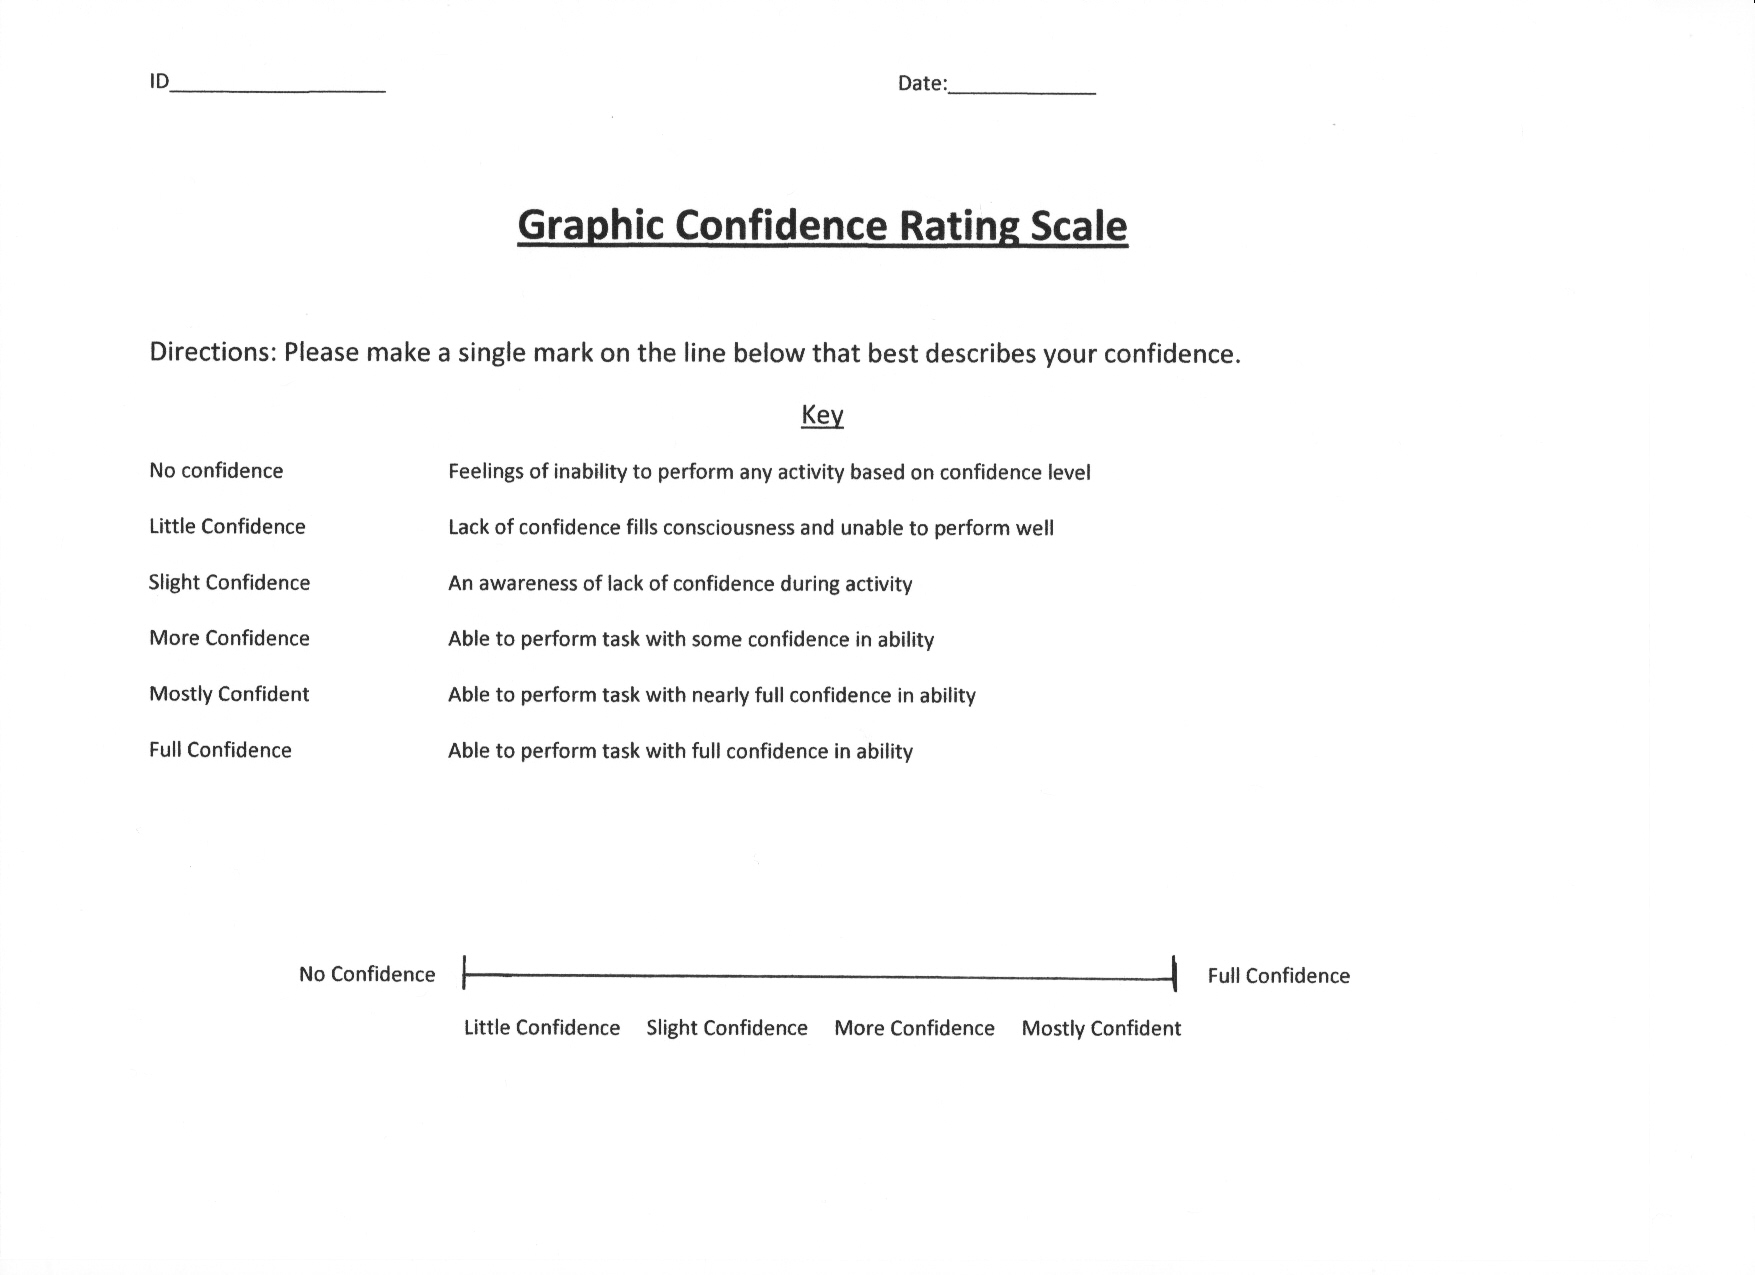 ID__________________ Date:_____________
Graphic Confidence Rating Scale
Directions: Please make a single mark on the line below that best describes your confidence.
Key
No confidence Feelings of inability to perform any activity based on confidence level
Little Confidence Lack of confidence fills consciousness and unable to perform well
Slight Confidence An awareness of lack of confidence during activity
More Confidence Able to perform task with some confidence in ability
Mostly Confident Able to perform task with nearly full confidence in ability
Full Confidence Able to perform task with full confidence in ability
No Confidence Full Confidence
Little Confidence Slight Confidence More Confidence Mostly Confident